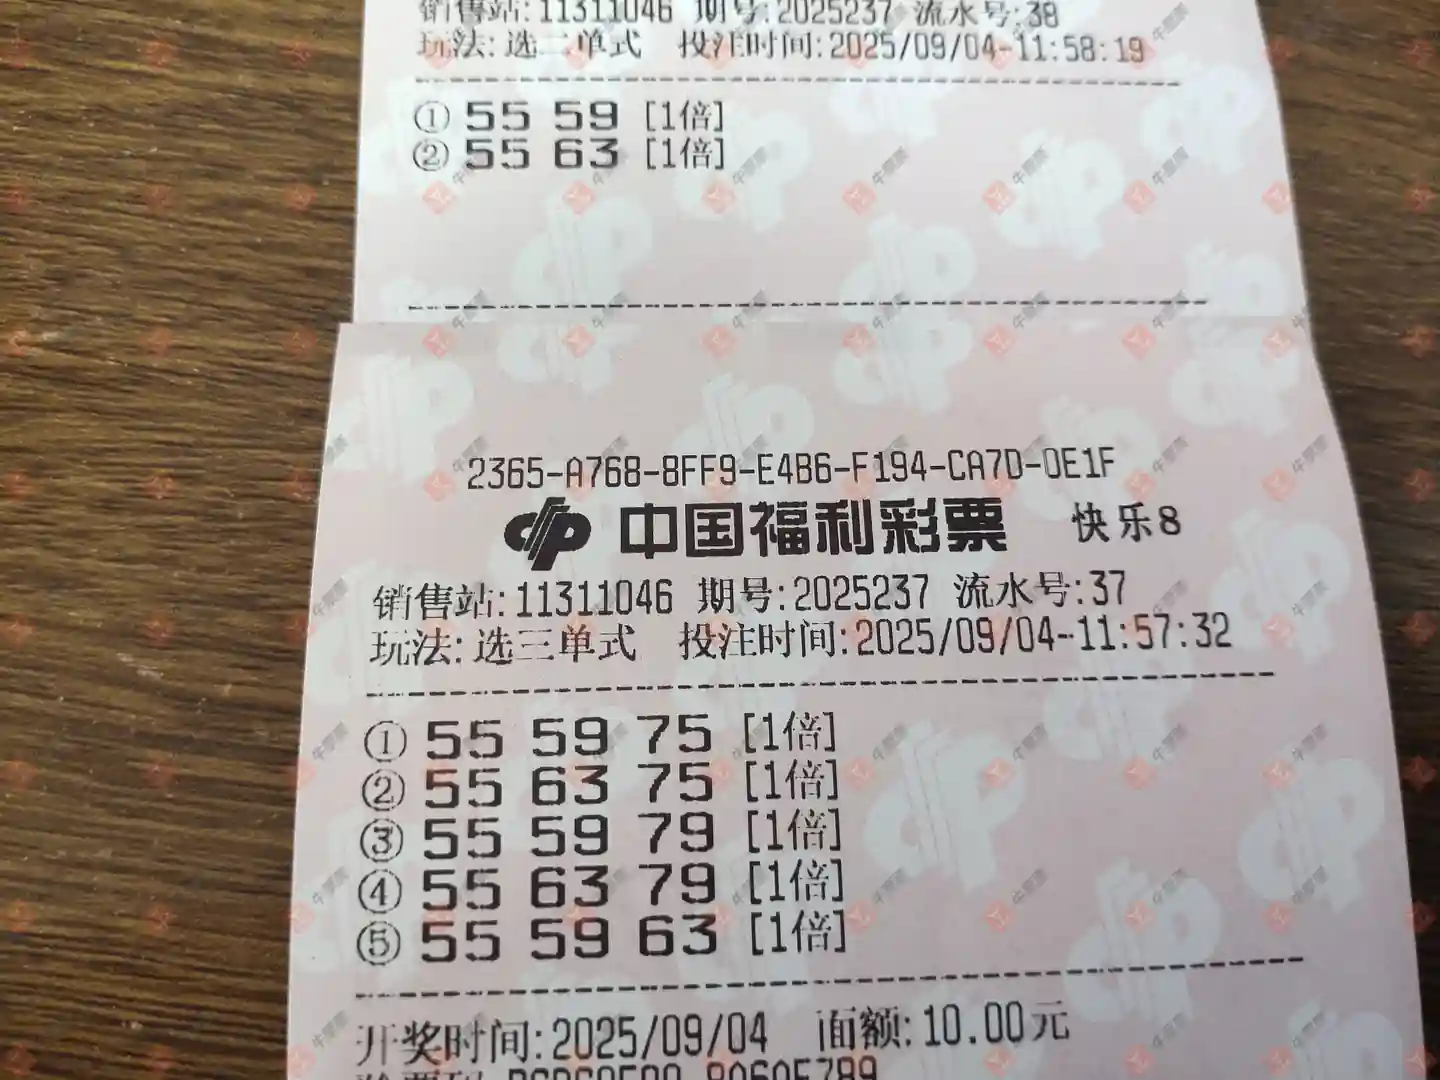 销售站:11311046 期号:2025237 流水号:38
玩法:选二单式 投注时间:2025/09/04-11:58:19
① 55 59 [1倍]
② 55 63 [1倍]
2365-A768-8FF9-E4B6-F194-CA7D-0E1F
中国福利彩票 快乐8
销售站:11311046 期号:2025237 流水号:37
玩法:选三单式 投注时间:2025/09/04-11:57:32
① 55 59 75 [1倍]
② 55 63 75 [1倍]
③ 55 59 79 [1倍]
④ 55 63 79 [1倍]
⑤ 55 59 63 [1倍]
开奖时间:2025/09/04 面额:10.00元